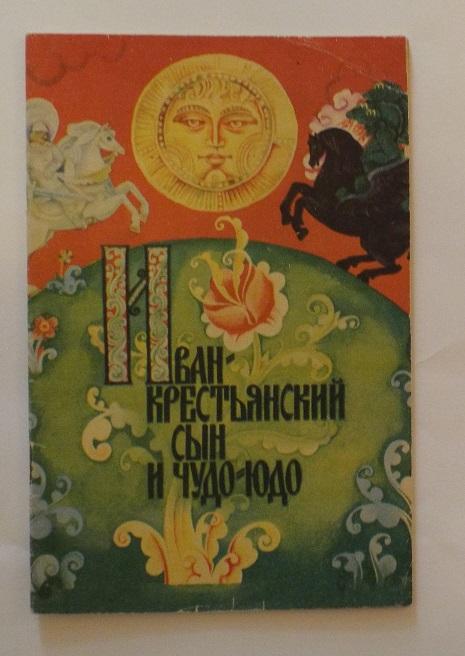 Иван-
крестьянский
сын
и чудо-юдо